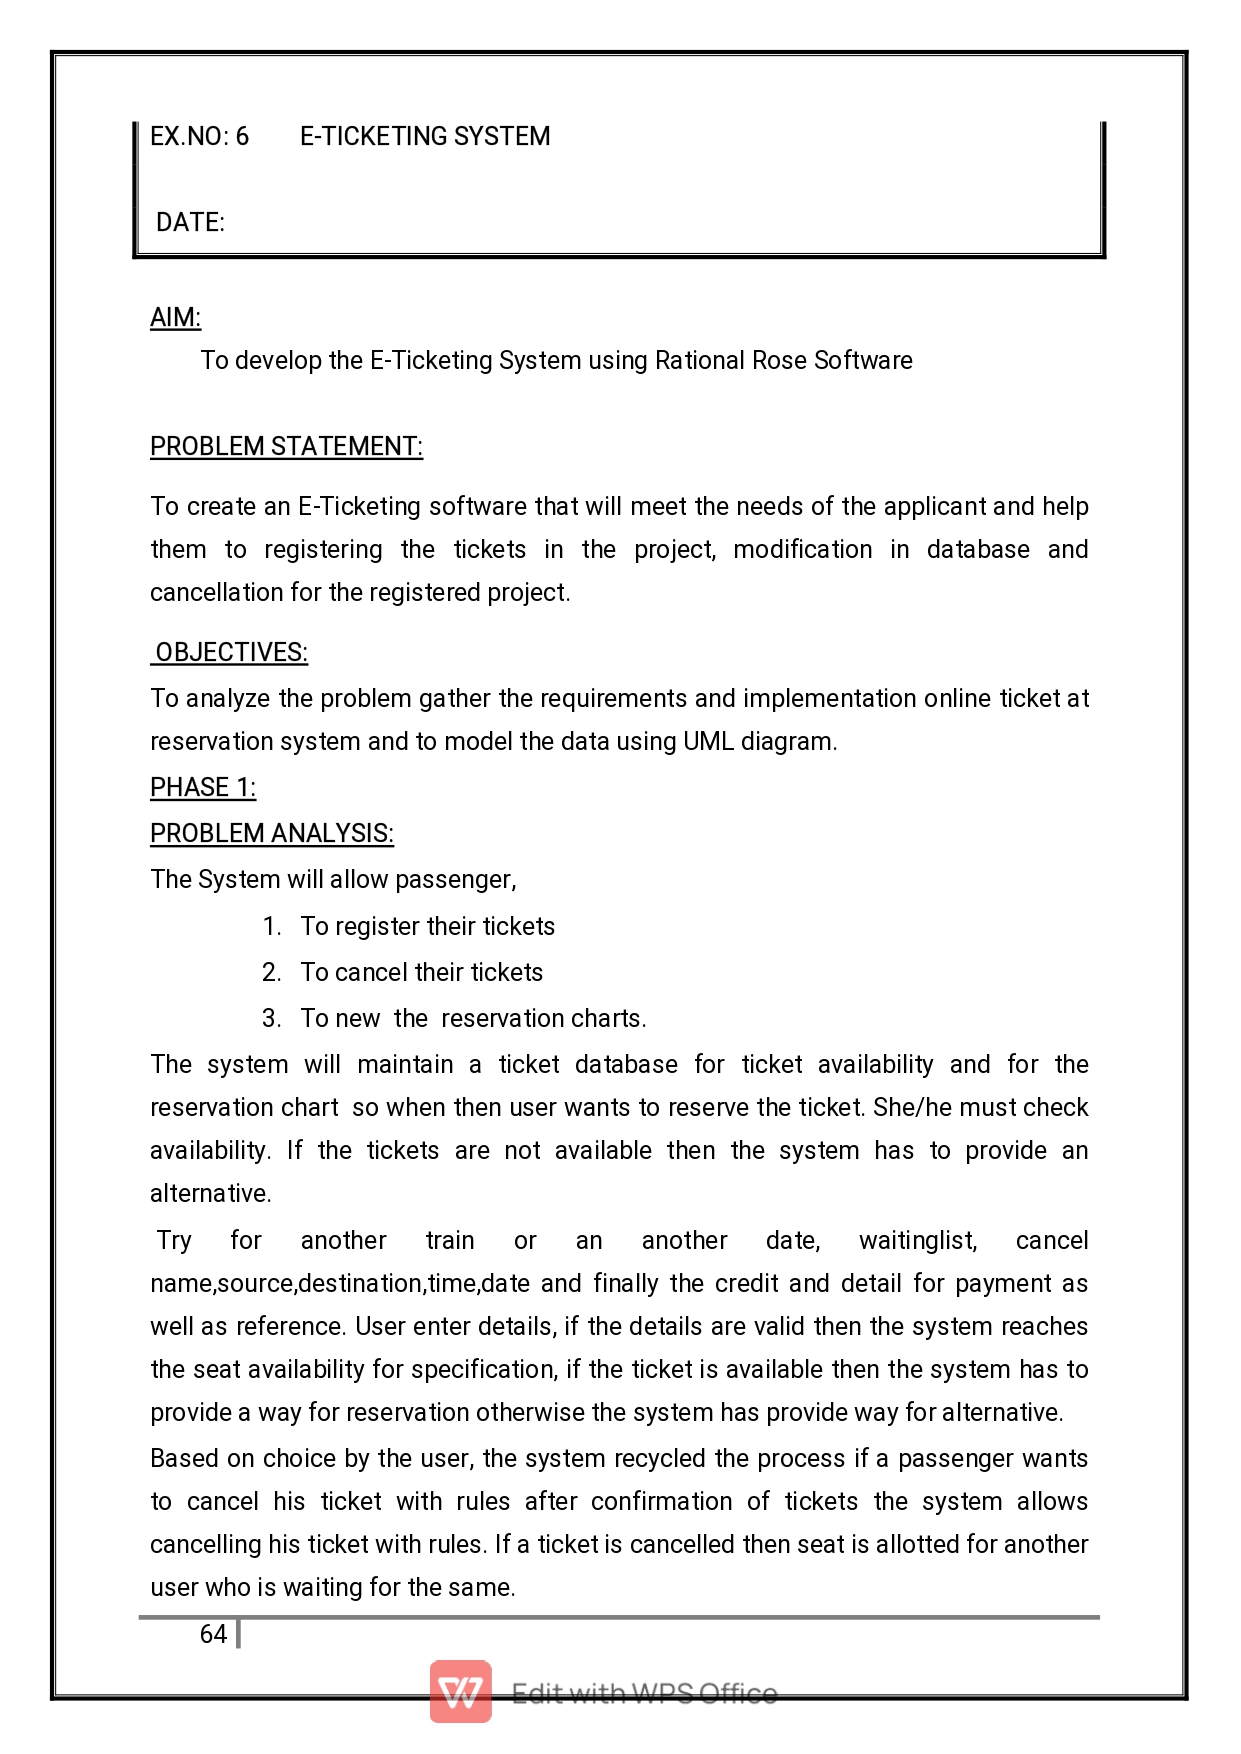 EX.NO: 6 E-TICKETING SYSTEM
DATE:
AIM:
To develop the E-Ticketing System using Rational Rose Software
PROBLEM STATEMENT:
To create an E-Ticketing software that will meet the needs of the applicant and help
them to registering the tickets in the project, modification in database and
cancellation for the registered project.
OBJECTIVES:
To analyze the problem gather the requirements and implementation online ticket at
reservation system and to model the data using UML diagram.
PHASE 1:
PROBLEM ANALYSIS:
The System will allow passenger,
1. To register their tickets
2. To cancel their tickets
3. To new the reservation charts.
The system will maintain a ticket database for ticket availability and for the
reservation chart so when then user wants to reserve the ticket. She/he must check
availability. If the tickets are not available then the system has to provide an
alternative.
Try for another train or an another date, waitinglist, cancel
name,source,destination,time,date and finally the credit and detail for payment as
well as reference. User enter details, if the details are valid then the system reaches
the seat availability for specification, if the ticket is available then the system has to
provide a way for reservation otherwise the system has provide way for alternative.
Based on choice by the user, the system recycled the process if a passenger wants
to cancel his ticket with rules after confirmation of tickets the system allows
cancelling his ticket with rules. If a ticket is cancelled then seat is allotted for another
user who is waiting for the same.
64
Edit with WPS Office